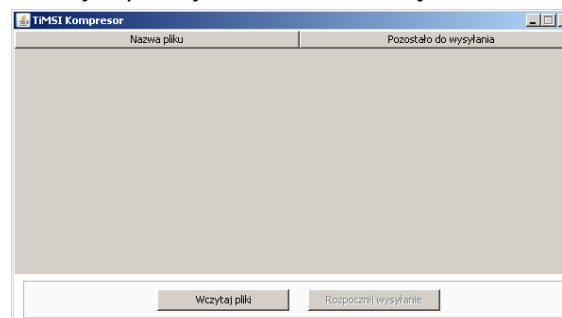 TiMSI Kompresor
Nazwa pliku Pozostało do wysyłania
Wczytaj pliki Rozpocznij wysyłanie